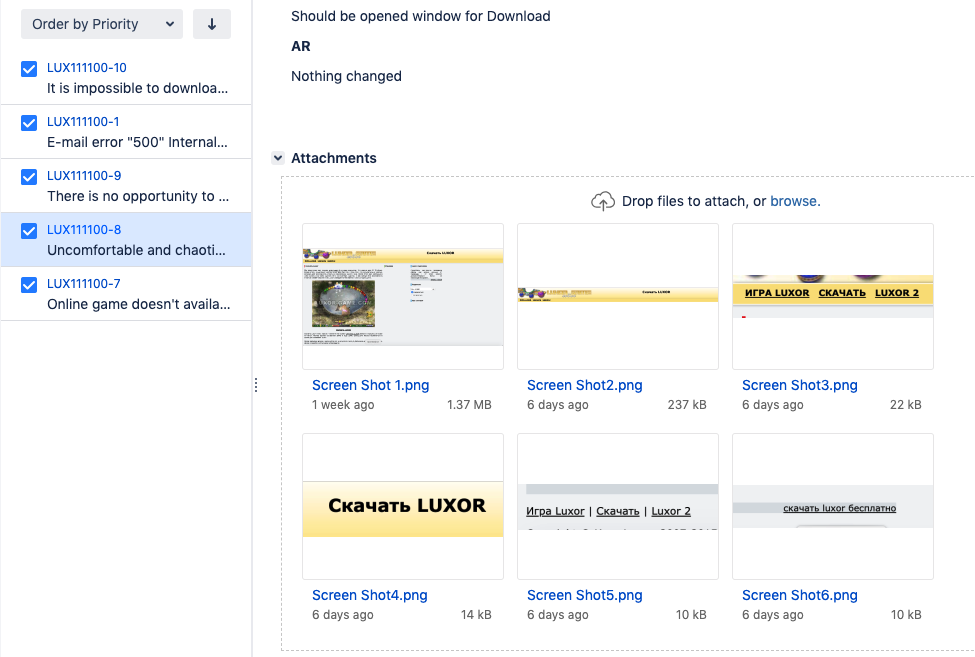 Order by Priority
LUX111100-10
It is impossible to downloa...
LUX111100-1
E-mail error "500" Internal...
LUX111100-9
There is no opportunity to ...
LUX111100-8
Uncomfortable and chaoti...
LUX111100-7
Online game doesn't availa...
Should be opened window for Download
AR
Nothing changed
Attachments
Drop files to attach, or browse.
Скачать LUXOR
Screen Shot 1.png
1 week ago 1.37 MB
Скачать LUXOR
Screen Shot2.png
6 days ago 237 kB
ИГРА LUXOR СКАЧАТЬ LUXOR 2
Screen Shot3.png
6 days ago 22 kB
Скачать LUXOR
Screen Shot4.png
6 days ago 14 kB
Игра Luxor | Скачать | Luxor 2
Screen Shot5.png
6 days ago 10 kB
скачать luxor бесплатно
Screen Shot6.png
6 days ago 10 kB